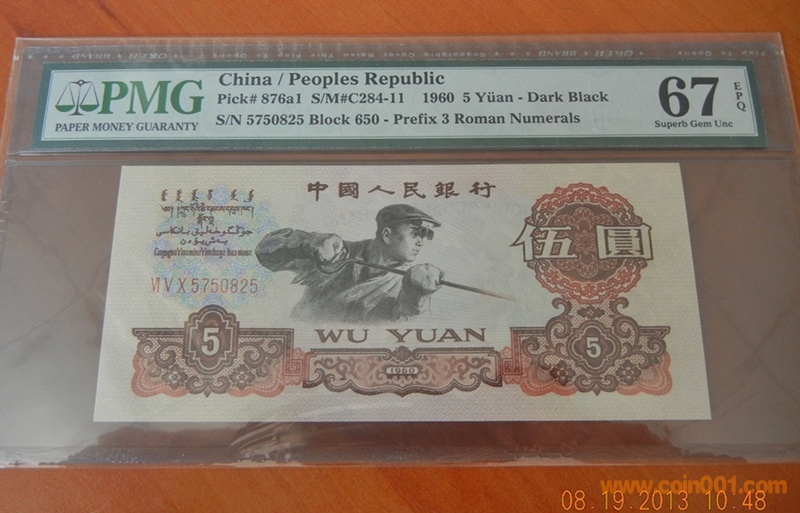 PMG
PAPER MONEY GUARANTY
China / Peoples Republic
Pick# 876a1 S/M#C284-11 1960 5 Yüan - Dark Black
S/N 5750825 Block 650 - Prefix 3 Roman Numerals
67
EPQ
Superb Gem Unc
中國人民銀行
伍圓
VI V X 5750825
WU YUAN
5
5
1960
www.coin001.com
08.19.2013 10:48